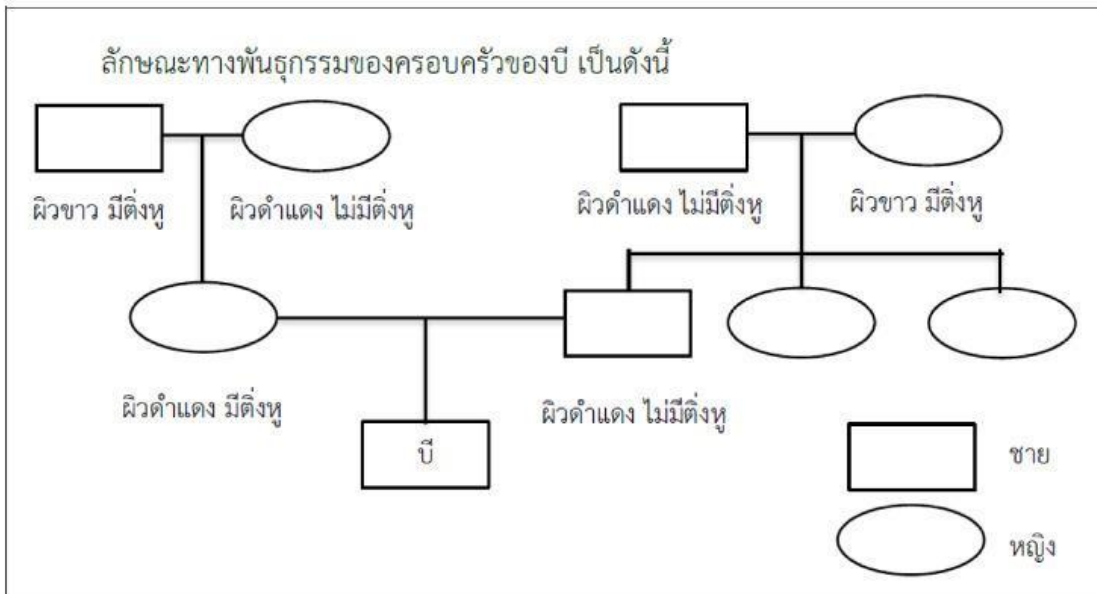 ลักษณะทางพันธุกรรมของครอบครัวของบี เป็นดังนี้
ผิวขาว มีติ่งหู
ผิวดำแดง ไม่มีติ่งหู
ผิวดำแดง ไม่มีติ่งหู
ผิวขาว มีติ่งหู
ผิวดำแดง มีติ่งหู
ผิวดำแดง ไม่มีติ่งหู
บี
ชาย
หญิง